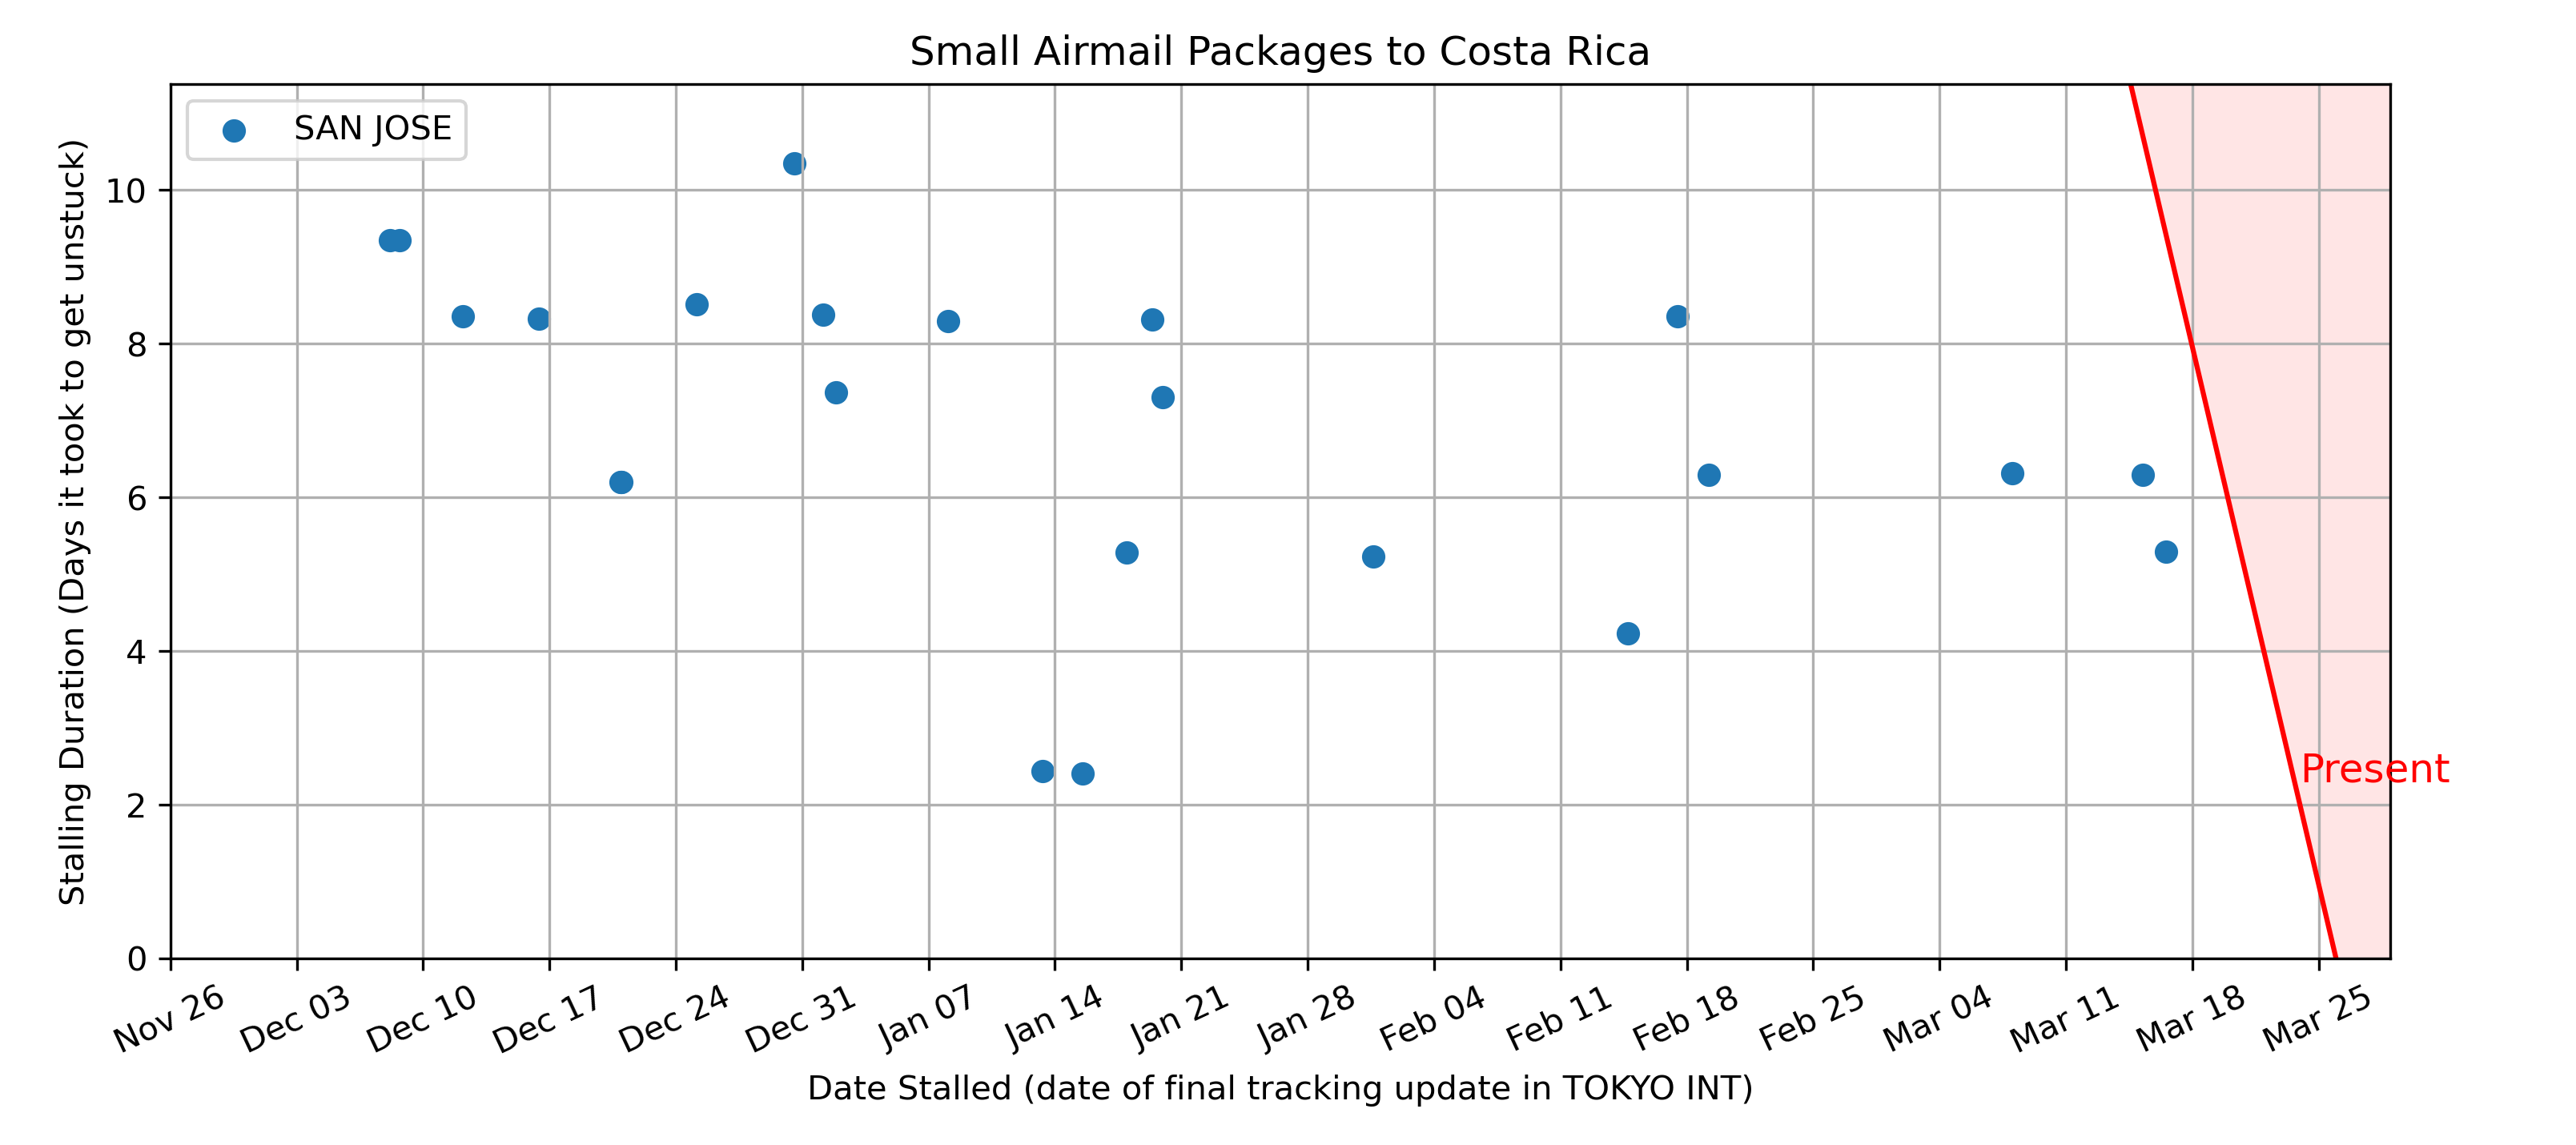 Small Airmail Packages to Costa Rica
SAN JOSE
Stalling Duration (Days it took to get unstuck)
10
8
6
4
2
0
Present
Nov 26 Dec 03 Dec 10 Dec 17 Dec 24 Dec 31 Jan 07 Jan 14 Jan 21 Jan 28 Feb 04 Feb 11 Feb 18 Feb 25 Mar 04 Mar 11 Mar 18 Mar 25
Date Stalled (date of final tracking update in TOKYO INT)